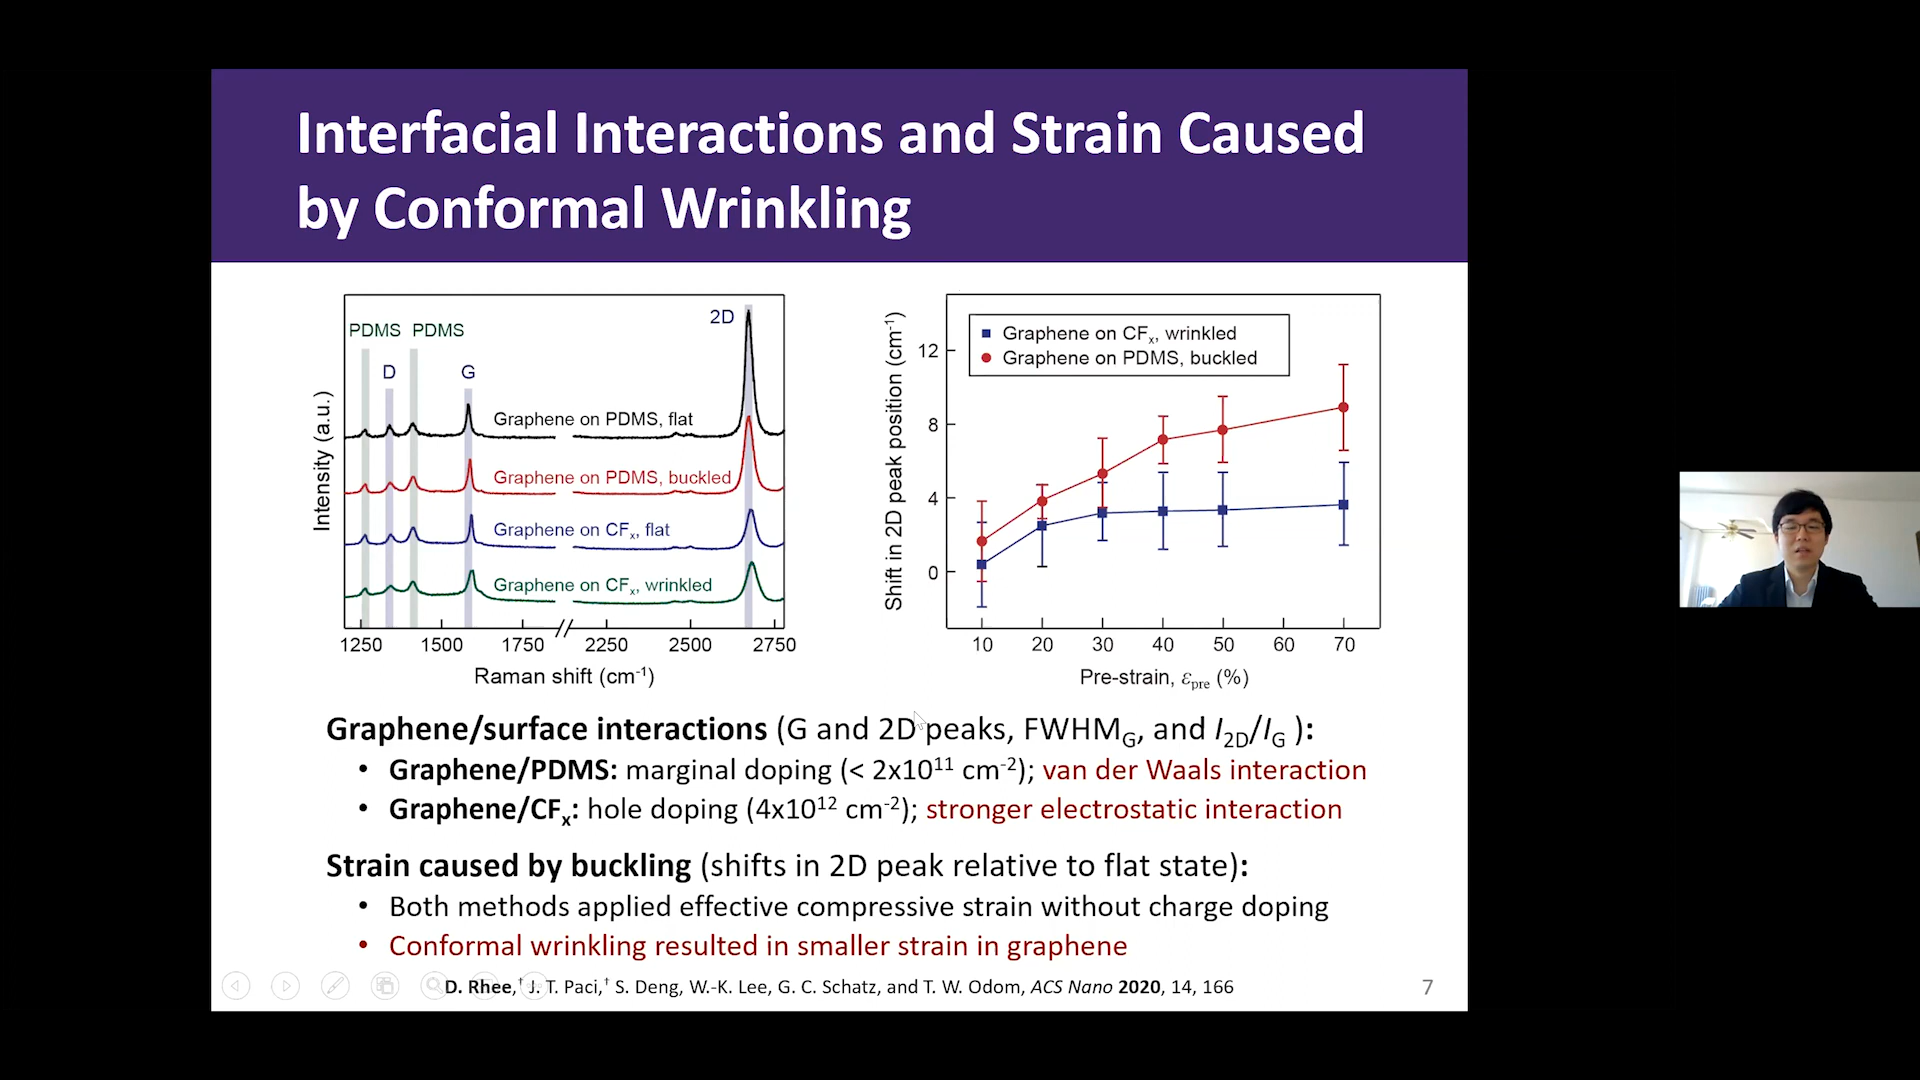 Interfacial Interactions and Strain Caused
by Conformal Wrinkling
PDMS PDMS
2D
D
G
Graphene on PDMS, flat
Graphene on PDMS, buckled
Graphene on CFx, flat
Graphene on CFx, wrinkled
Intensity (a.u.)
1250 1500 1750 2250 2500 2750
Raman shift (cm-1)
Graphene on CFx, wrinkled
Graphene on PDMS, buckled
Shift in 2D peak position (cm-1)
12
8
4
0
10 20 30 40 50 60 70
Pre-strain, εpre (%)
Graphene/surface interactions (G and 2D peaks, FWHMG, and I2D/IG ):
• Graphene/PDMS: marginal doping (< 2x10^11 cm-2); van der Waals interaction
• Graphene/CFx: hole doping (4x10^12 cm-2); stronger electrostatic interaction
Strain caused by buckling (shifts in 2D peak relative to flat state):
• Both methods applied effective compressive strain without charge doping
• Conformal wrinkling resulted in smaller strain in graphene
D. Rhee,† J. T. Paci,† S. Deng, W.-K. Lee, G. C. Schatz, and T. W. Odom, ACS Nano 2020, 14, 166
7